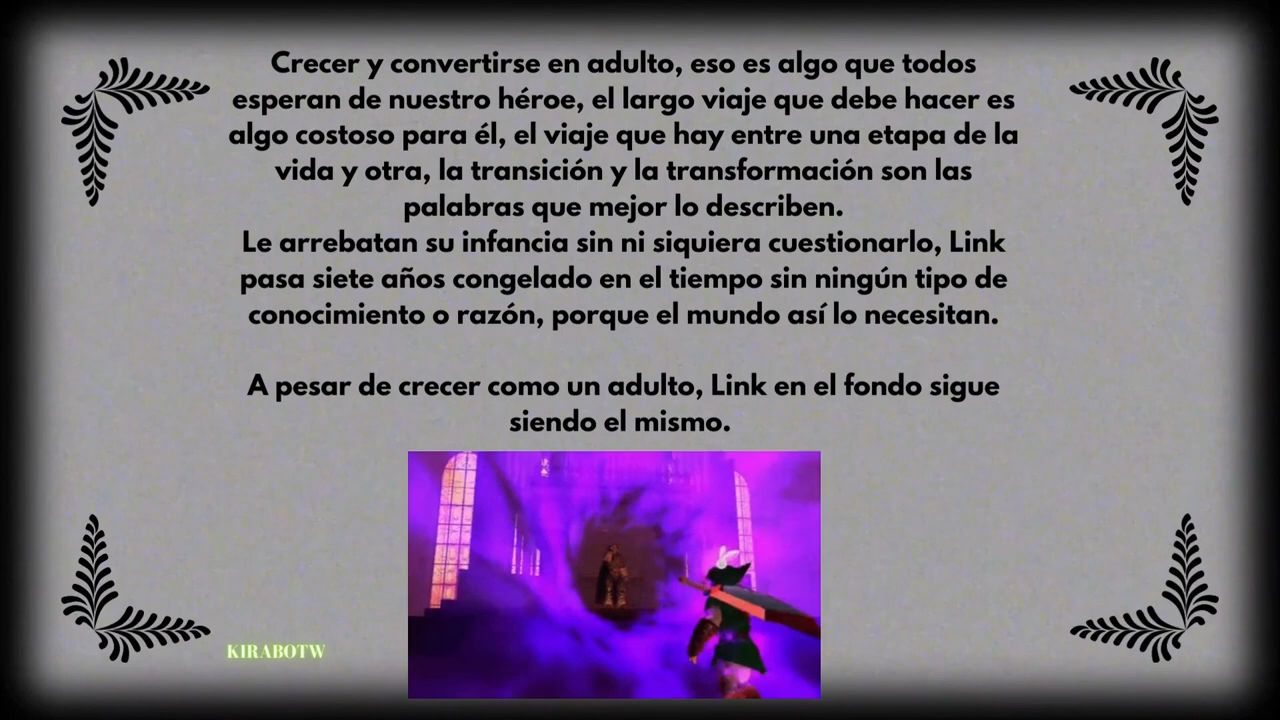 Crecer y convertirse en adulto, eso es algo que todos
esperan de nuestro héroe, el largo viaje que debe hacer es
algo costoso para él, el viaje que hay entre una etapa de la
vida y otra, la transición y la transformación son las
palabras que mejor lo describen.
Le arrebatan su infancia sin ni siquiera cuestionarlo, Link
pasa siete años congelado en el tiempo sin ningún tipo de
conocimiento o razón, porque el mundo así lo necesitan.
A pesar de crecer como un adulto, Link en el fondo sigue
siendo el mismo.
KIRABOTW